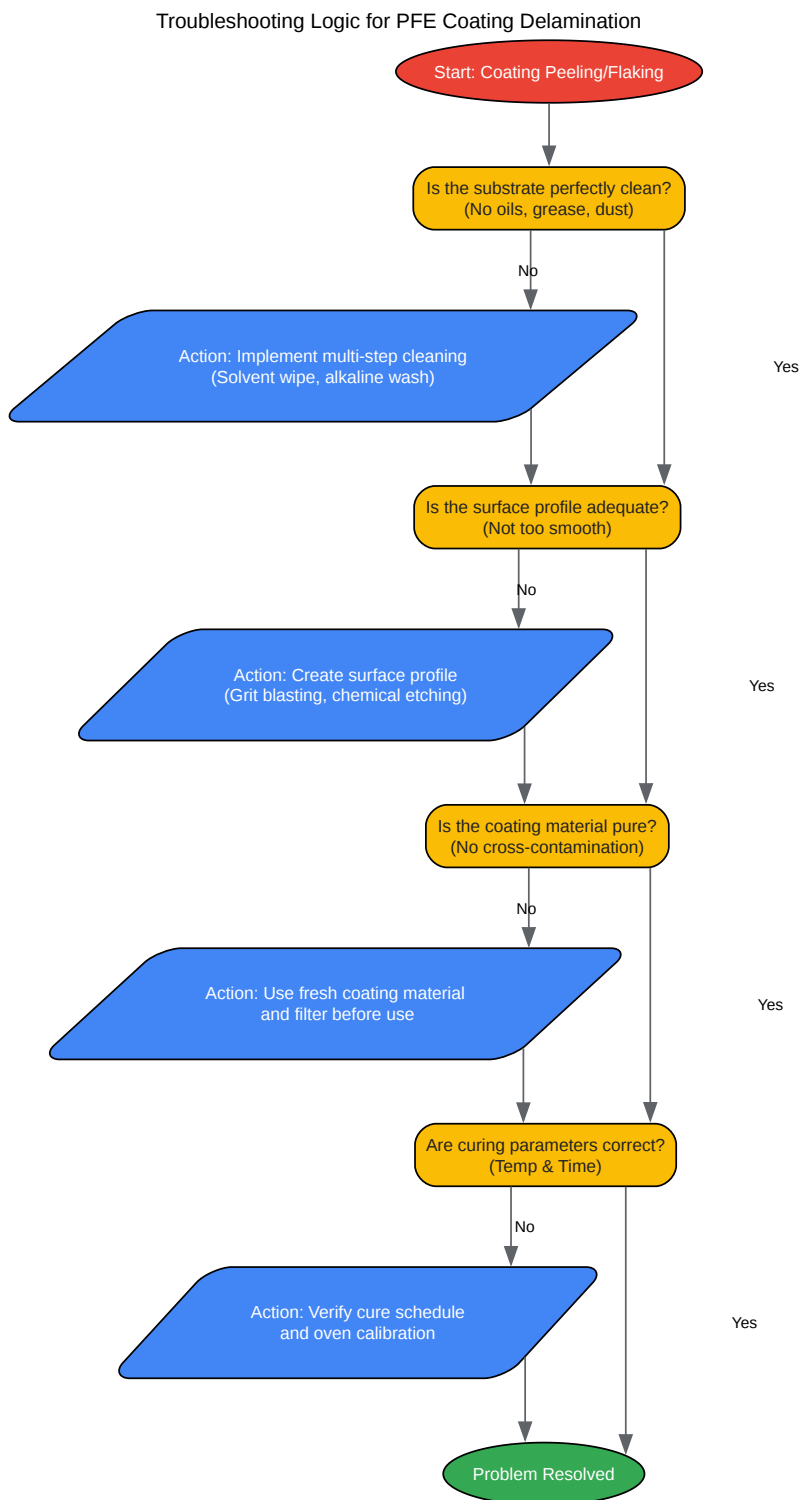 Troubleshooting Logic for PFE Coating Delamination
Start: Coating Peeling/Flaking
Is the substrate perfectly clean?
(No oils, grease, dust)
No
Action: Implement multi-step cleaning
(Solvent wipe, alkaline wash)
Yes
Is the surface profile adequate?
(Not too smooth)
No
Action: Create surface profile
(Grit blasting, chemical etching)
Yes
Is the coating material pure?
(No cross-contamination)
No
Action: Use fresh coating material
and filter before use
Yes
Are curing parameters correct?
(Temp & Time)
No
Action: Verify cure schedule
and oven calibration
Yes
Problem Resolved